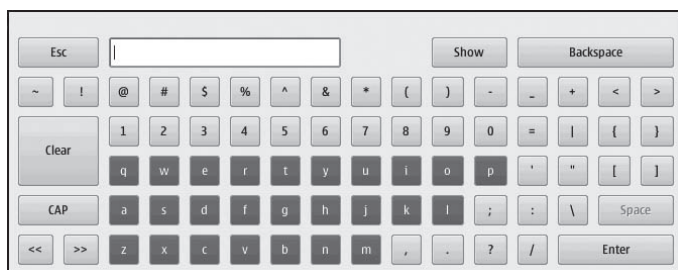 Esc Show Backspace
~ ! @ # $ % ^ & * ( ) - _ + < >
Clear 1 2 3 4 5 6 7 8 9 0 = | { }
q w e r t y u i o p ' " [ ]
CAP a s d f g h j k l ; : \ Space
<< >> z x c v b n m , . ? / Enter